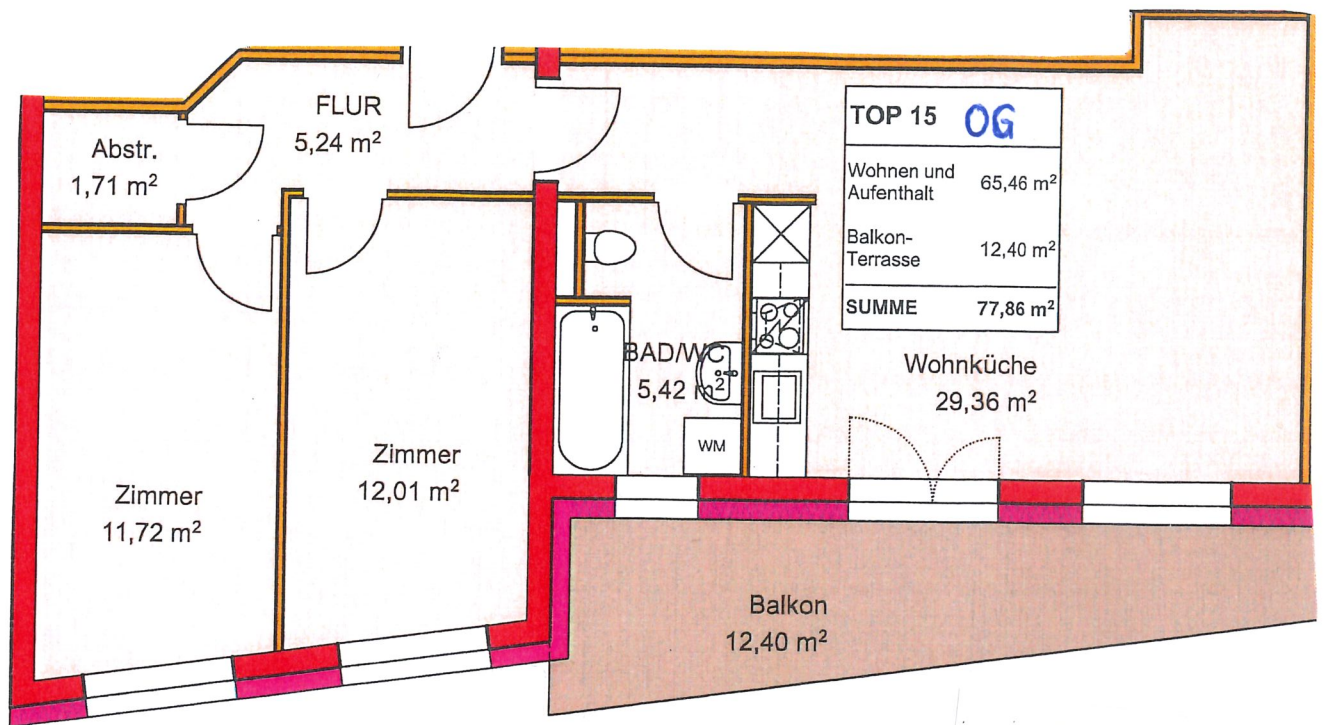 FLUR
5,24 m²
Abstr.
1,71 m²
TOP 15 OG
Wohnen und
Aufenthalt 65,46 m²
Balkon-
Terrasse 12,40 m²
SUMME 77,86 m²
BAD/WC
5,42 m²
WM
Wohnküche
29,36 m²
Zimmer
12,01 m²
Zimmer
11,72 m²
Balkon
12,40 m²